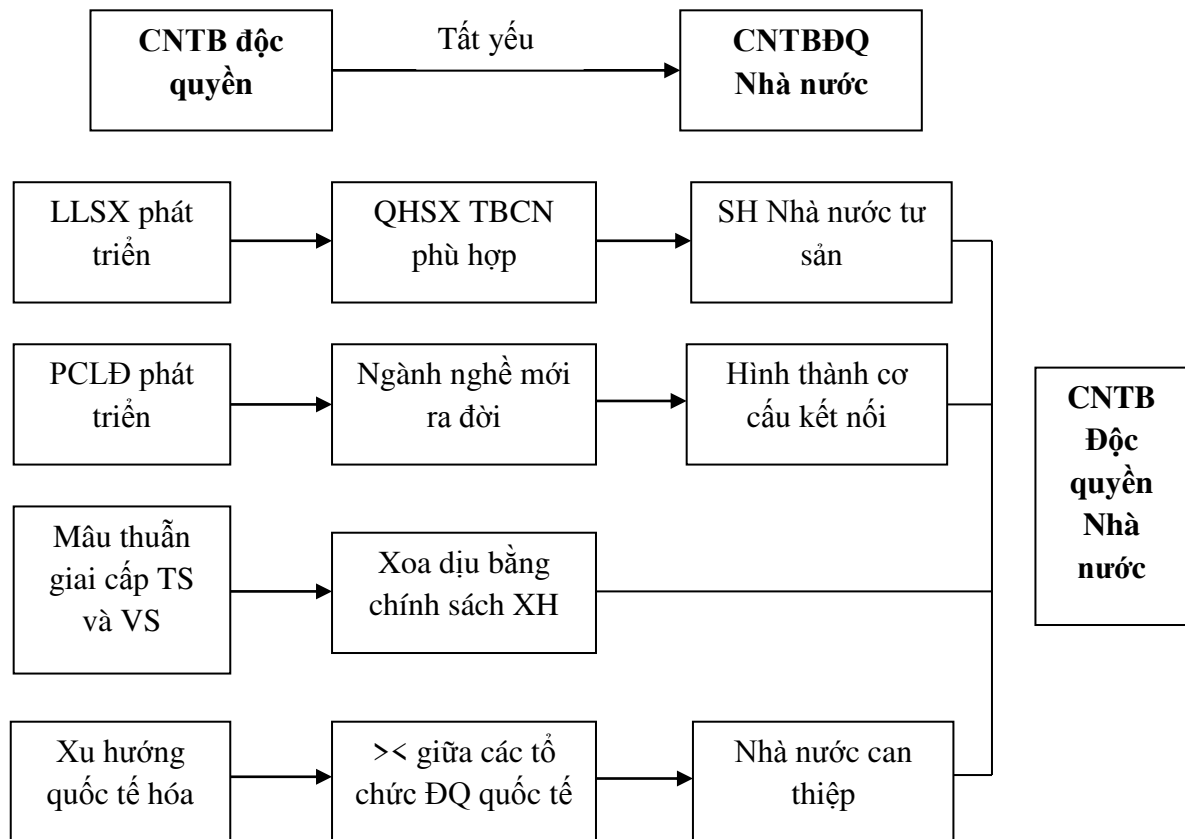 CNTB độc
quyền
Tất yếu
CNTBĐQ
Nhà nước
LLSX phát
triển
QHSX TBCN
phù hợp
SH Nhà nước tư
sản
PCLĐ phát
triển
Ngành nghề mới
ra đời
Hình thành cơ
cấu kết nối
CNTB
Độc
quyền
Nhà
nước
Mâu thuẫn
giai cấp TS
và VS
Xoa dịu bằng
chính sách XH
Xu hướng
quốc tế hóa
>< giữa các tổ
chức ĐQ quốc tế
Nhà nước can
thiệp